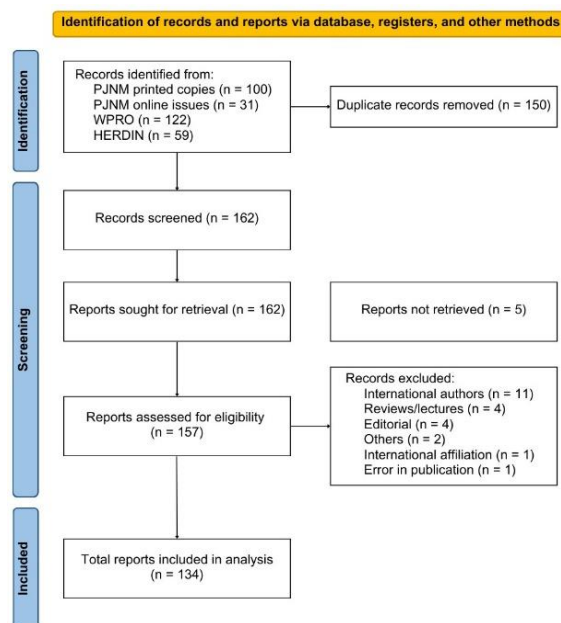 Identification of records and reports via database, registers, and other methods
Identification
Records identified from:
PJNM printed copies (n = 100)
PJNM online issues (n = 31)
WPRO (n = 122)
HERDIN (n = 59)
Duplicate records removed (n = 150)
Screening
Records screened (n = 162)
Reports sought for retrieval (n = 162)
Reports not retrieved (n = 5)
Reports assessed for eligibility
(n = 157)
Records excluded:
International authors (n = 11)
Reviews/lectures (n = 4)
Editorial (n = 4)
Others (n = 2)
International affiliation (n = 1)
Error in publication (n = 1)
Included
Total reports included in analysis
(n = 134)